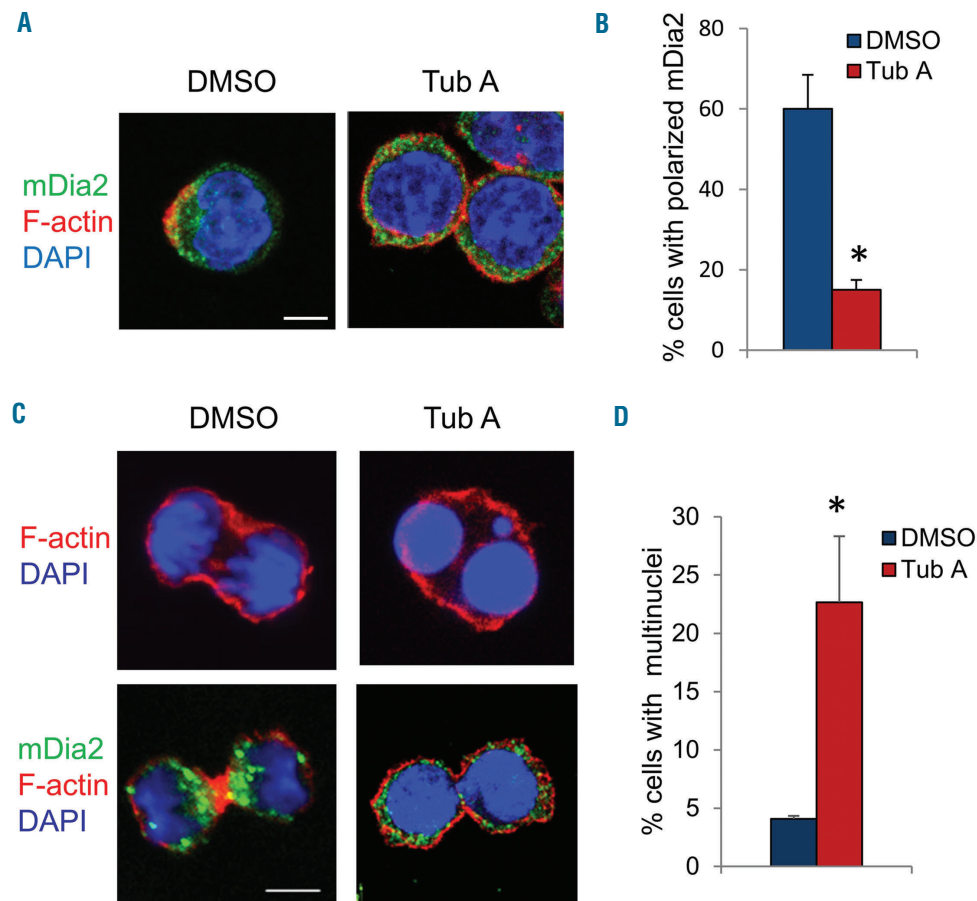 A
DMSO
Tub A
mDia2
F-actin
DAPI
B
% cells with polarized mDia2
80
60
40
20
0
DMSO
Tub A
*
C
DMSO
Tub A
F-actin
DAPI
mDia2
F-actin
DAPI
D
% cells with multinuclei
30
25
20
15
10
5
0
*
DMSO
Tub A